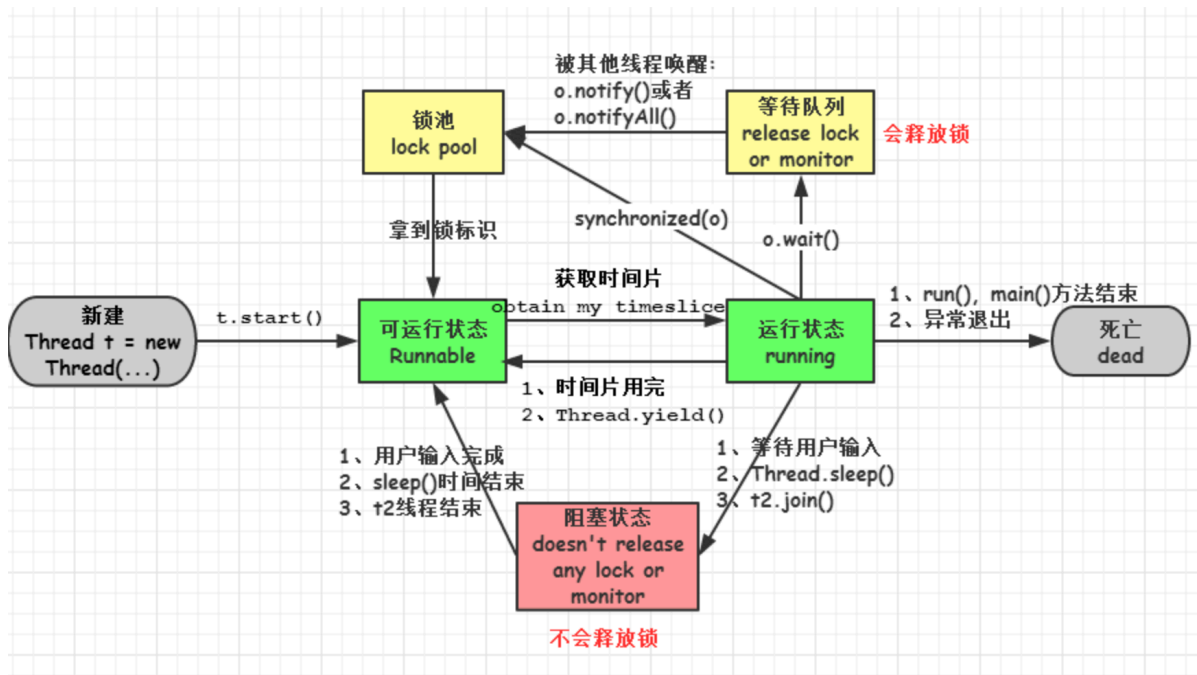 被其他线程唤醒:
o.notify()或者
o.notifyAll()
锁池
lock pool
等待队列
release lock
or monitor
会释放锁
拿到锁标识
synchronized(o)
o.wait()
获取时间片
obtain my timeslice
新建
Thread t = new
Thread(...)
t.start()
可运行状态
Runnable
运行状态
running
1、run(), main()方法结束
2、异常退出
死亡
dead
1、时间片用完
2、Thread.yield()
1、用户输入完成
2、sleep()时间结束
3、t2线程结束
1、等待用户输入
2、Thread.sleep()
3、t2.join()
阻塞状态
doesn't release
any lock or
monitor
不会释放锁